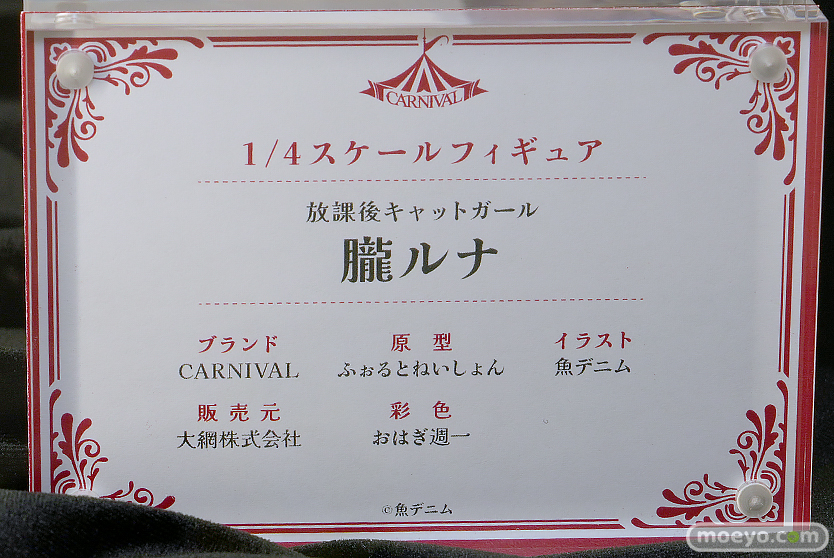 CARNIVAL
1/4スケールフィギュア
放課後キャットガール
朧ルナ
ブランド 原型 イラスト
CARNIVAL ふぉるとねいしょん 魚デニム
販売元 彩色
大網株式会社 おはぎ週一
©魚デニム
moeyo.com